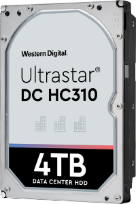 Western Digital
Ultrastar
DC HC310
4TB
DATA CENTER HDD